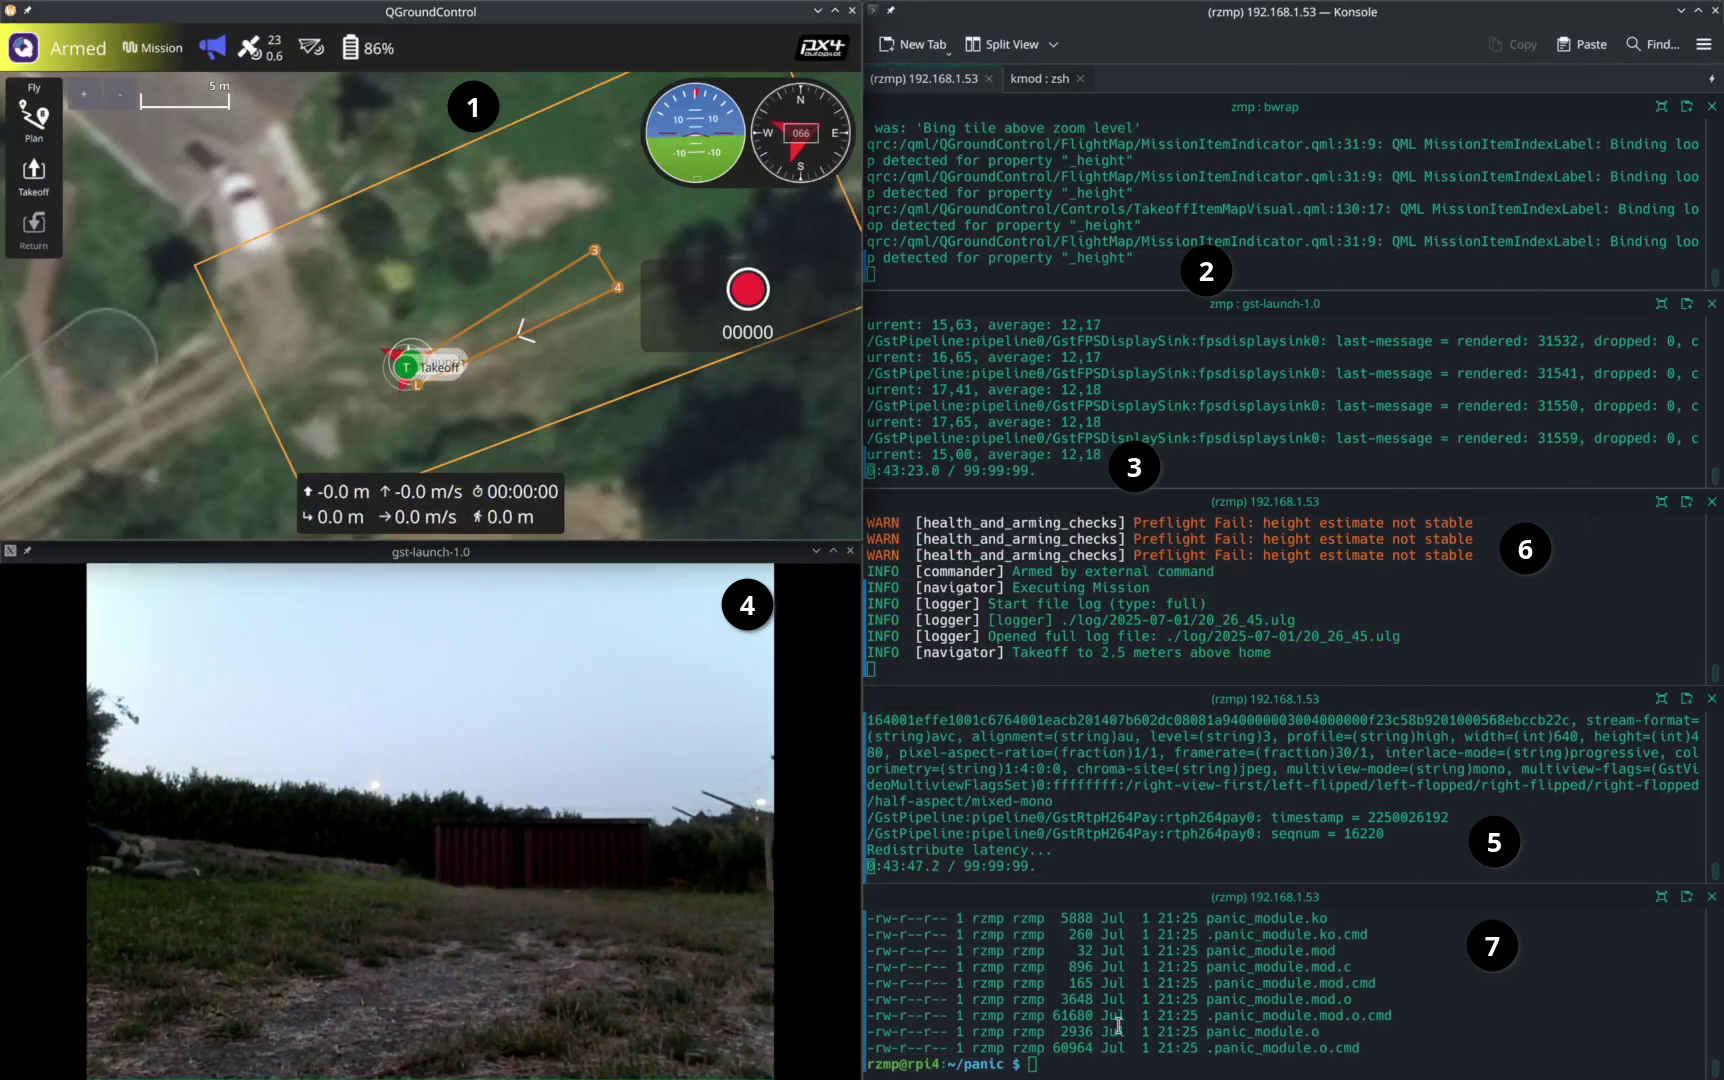 QGroundControl
Armed
Mission
23
0.6
86%
px4
autopilot
Fly
Plan
Takeoff
Return
+
-
5 m
1
10
10
-10
-10
N
W
066
E
S
3
4
T
Takeoff
L
00000
-0.0 m
-0.0 m/s
00:00:00
0.0 m
0.0 m/s
0.0 m
gst-launch-1.0
4
(rzmp) 192.168.1.53 — Konsole
New Tab
Split View
Copy
Paste
Find...
(rzmp) 192.168.1.53
kmod : zsh
zmp : bwrap
was: 'Bing tile above zoom level'
qrc:/qml/QGroundControl/FlightMap/MissionItemIndicator.qml:31:9: QML MissionItemIndexLabel: Binding loo
p detected for property "_height"
qrc:/qml/QGroundControl/FlightMap/MissionItemIndicator.qml:31:9: QML MissionItemIndexLabel: Binding loo
p detected for property "_height"
qrc:/qml/QGroundControl/Controls/TakeoffItemMapVisual.qml:130:17: QML MissionItemIndexLabel: Binding lo
op detected for property "_height"
qrc:/qml/QGroundControl/FlightMap/MissionItemIndicator.qml:31:9: QML MissionItemIndexLabel: Binding loo
p detected for property "_height"
2
zmp : gst-launch-1.0
urrent: 15,63, average: 12,17
/GstPipeline:pipeline0/GstFPSDisplaySink:fpsdisplaysink0: last-message = rendered: 31532, dropped: 0, c
urrent: 16,65, average: 12,17
/GstPipeline:pipeline0/GstFPSDisplaySink:fpsdisplaysink0: last-message = rendered: 31541, dropped: 0, c
urrent: 17,41, average: 12,18
/GstPipeline:pipeline0/GstFPSDisplaySink:fpsdisplaysink0: last-message = rendered: 31550, dropped: 0, c
urrent: 17,65, average: 12,18
/GstPipeline:pipeline0/GstFPSDisplaySink:fpsdisplaysink0: last-message = rendered: 31559, dropped: 0, c
urrent: 15,00, average: 12,18
0:43:23.0 / 99:99:99.
3
(rzmp) 192.168.1.53
WARN [health_and_arming_checks] Preflight Fail: height estimate not stable
WARN [health_and_arming_checks] Preflight Fail: height estimate not stable
WARN [health_and_arming_checks] Preflight Fail: height estimate not stable
INFO [commander] Armed by external command
INFO [navigator] Executing Mission
INFO [logger] Start file log (type: full)
INFO [logger] [logger] ./log/2025-07-01/20_26_45.ulg
INFO [logger] Opened full log file: ./log/2025-07-01/20_26_45.ulg
INFO [navigator] Takeoff to 2.5 meters above home
6
(rzmp) 192.168.1.53
164001effe1001c6764001eacb201407b602dc08081a940000003004000000f23c58b9201000568ebccb22c, stream-format=
(string)avc, alignment=(string)au, level=(string)3, profile=(string)high, width=(int)640, height=(int)4
80, pixel-aspect-ratio=(fraction)1/1, framerate=(fraction)30/1, interlace-mode=(string)progressive, col
orimetry=(string)1:4:0:0, chroma-site=(string)jpeg, multiview-mode=(string)mono, multiview-flags=(GstVi
deoMultiviewFlagsSet)0:ffffffff:/right-view-first/left-flipped/left-flopped/right-flipped/right-flopped
/half-aspect/mixed-mono
/GstPipeline:pipeline0/GstRtpH264Pay:rtph264pay0: timestamp = 2250026192
/GstPipeline:pipeline0/GstRtpH264Pay:rtph264pay0: seqnum = 16220
Redistribute latency...
0:43:47.2 / 99:99:99.
5
(rzmp) 192.168.1.53
-rw-r--r-- 1 rzmp rzmp 5888 Jul 1 21:25 panic_module.ko
-rw-r--r-- 1 rzmp rzmp 260 Jul 1 21:25 .panic_module.ko.cmd
-rw-r--r-- 1 rzmp rzmp 32 Jul 1 21:25 panic_module.mod
-rw-r--r-- 1 rzmp rzmp 896 Jul 1 21:25 panic_module.mod.c
-rw-r--r-- 1 rzmp rzmp 165 Jul 1 21:25 .panic_module.mod.cmd
-rw-r--r-- 1 rzmp rzmp 3648 Jul 1 21:25 panic_module.mod.o
-rw-r--r-- 1 rzmp rzmp 61680 Jul 1 21:25 .panic_module.mod.o.cmd
-rw-r--r-- 1 rzmp rzmp 2936 Jul 1 21:25 panic_module.o
-rw-r--r-- 1 rzmp rzmp 60964 Jul 1 21:25 .panic_module.o.cmd
rzmp@rpi4:~/panic $
7